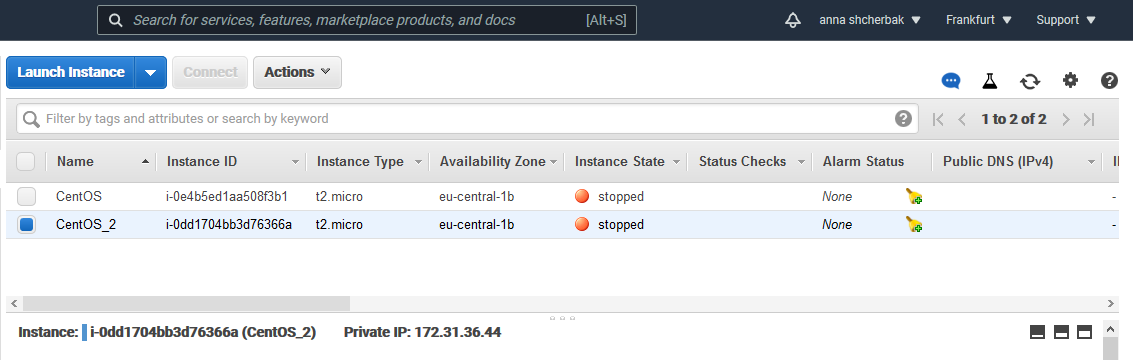 Search for services, features, marketplace products, and docs [Alt+S] anna shcherbak Frankfurt Support
Launch Instance Connect Actions
Filter by tags and attributes or search by keyword 1 to 2 of 2
Name Instance ID Instance Type Availability Zone Instance State Status Checks Alarm Status Public DNS (IPv4)
CentOS i-0e4b5ed1aa508f3b1 t2.micro eu-central-1b stopped None -
CentOS_2 i-0dd1704bb3d76366a t2.micro eu-central-1b stopped None -
Instance: i-0dd1704bb3d76366a (CentOS_2) Private IP: 172.31.36.44